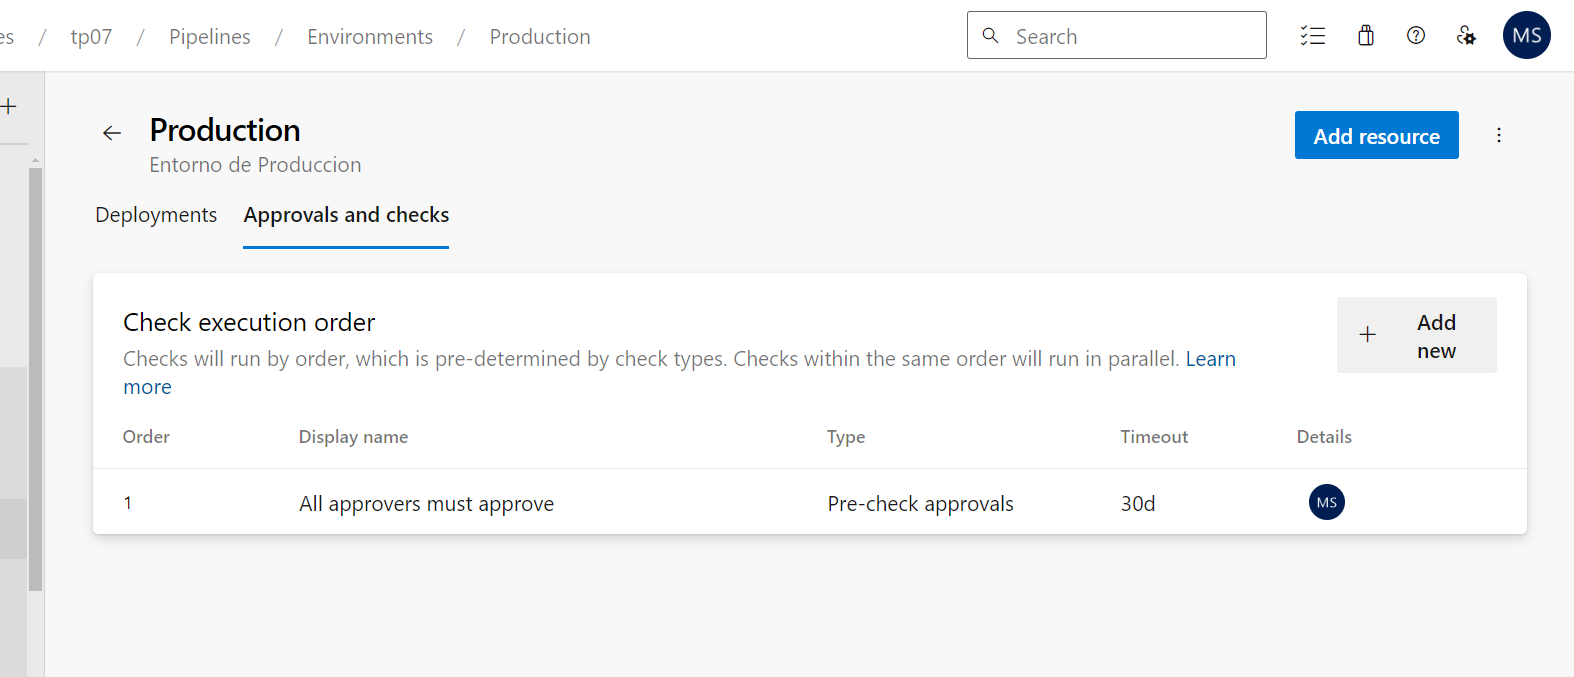 es / tp07 / Pipelines / Environments / Production
Search
MS
Production
Entorno de Produccion
Add resource
Deployments
Approvals and checks
Check execution order
Checks will run by order, which is pre-determined by check types. Checks within the same order will run in parallel. Learn
more
Add
new
Order Display name Type Timeout Details
1 All approvers must approve Pre-check approvals 30d MS